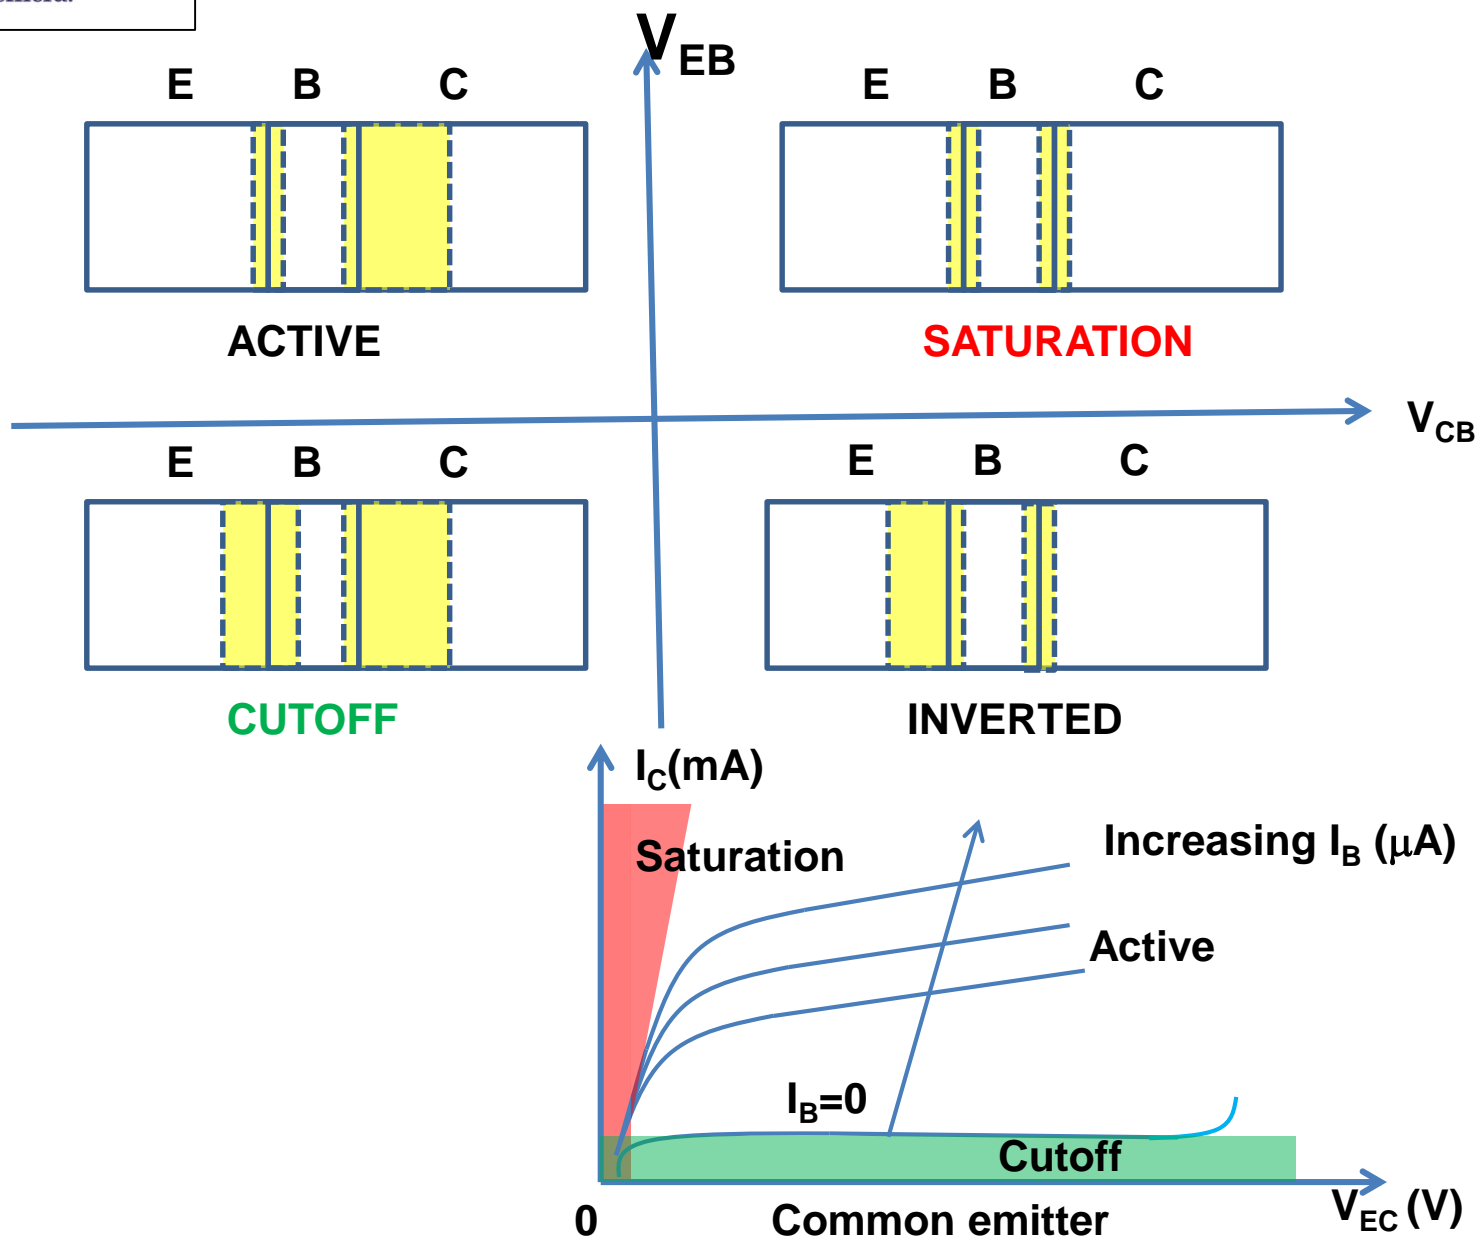 V_EB
E B C
E B C
ACTIVE
SATURATION
V_CB
E B C
E B C
CUTOFF
INVERTED
I_C(mA)
Saturation
Increasing I_B (μA)
Active
I_B=0
Cutoff
0
Common emitter
V_EC (V)